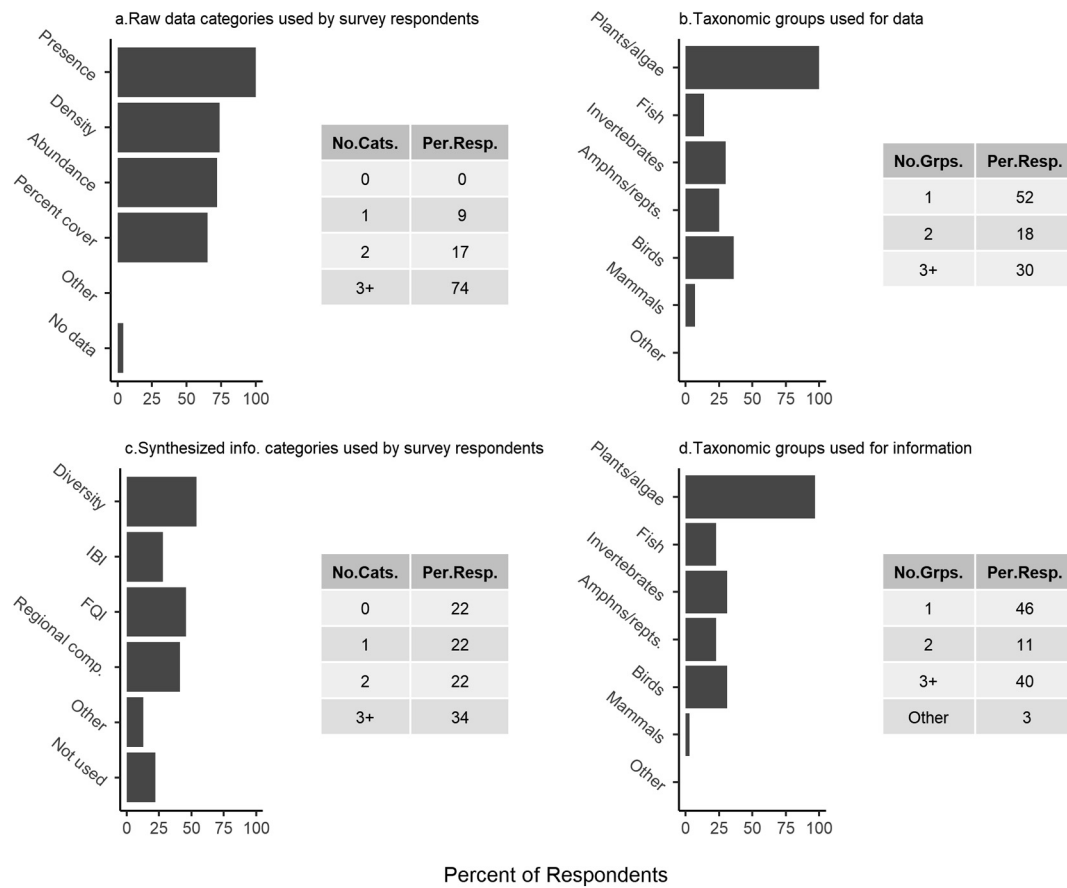 a.Raw data categories used by survey respondents
Presence
Density
Abundance
Percent cover
Other
No data
0 25 50 75 100
No.Cats. Per.Resp.
0 0
1 9
2 17
3+ 74
b.Taxonomic groups used for data
Plants/algae
Fish
Invertebrates
Amphns/repts.
Birds
Mammals
Other
0 25 50 75 100
No.Grps. Per.Resp.
1 52
2 18
3+ 30
c.Synthesized info. categories used by survey respondents
Diversity
IBI
FQI
Regional comp.
Other
Not used
0 25 50 75 100
No.Cats. Per.Resp.
0 22
1 22
2 22
3+ 34
d.Taxonomic groups used for information
Plants/algae
Fish
Invertebrates
Amphns/repts.
Birds
Mammals
Other
0 25 50 75 100
No.Grps. Per.Resp.
1 46
2 11
3+ 40
Other 3
Percent of Respondents